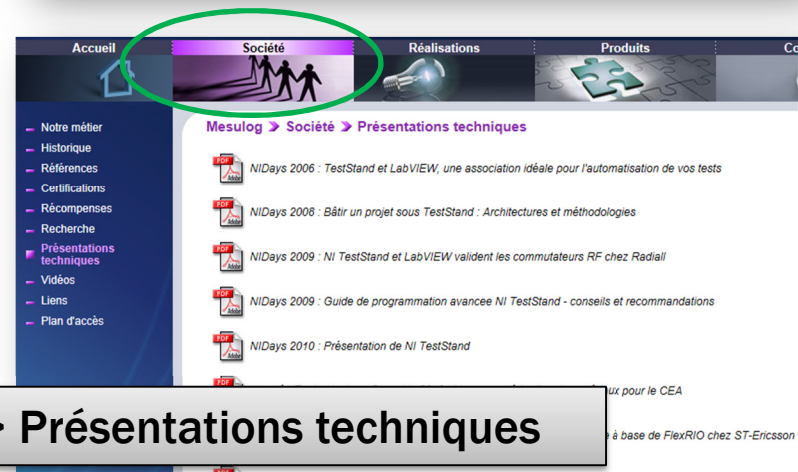 Accueil
Société
Réalisations
Produits
Notre métier
Historique
Références
Certifications
Récompenses
Recherche
Présentations
techniques
Vidéos
Liens
Plan d'accès
Mesulog > Société > Présentations techniques
NIDays 2006 : TestStand et LabVIEW, une association idéale pour l'automatisation de vos tests
NIDays 2008 : Bâtir un projet sous TestStand : Architectures et méthodologies
NIDays 2009 : NI TestStand et LabVIEW valident les commutateurs RF chez Radiall
NIDays 2009 : Guide de programmation avancee NI TestStand - conseils et recommandations
NIDays 2010 : Présentation de NI TestStand
pour le CEA
à base de FlexRIO chez ST-Ericsson
Présentations techniques